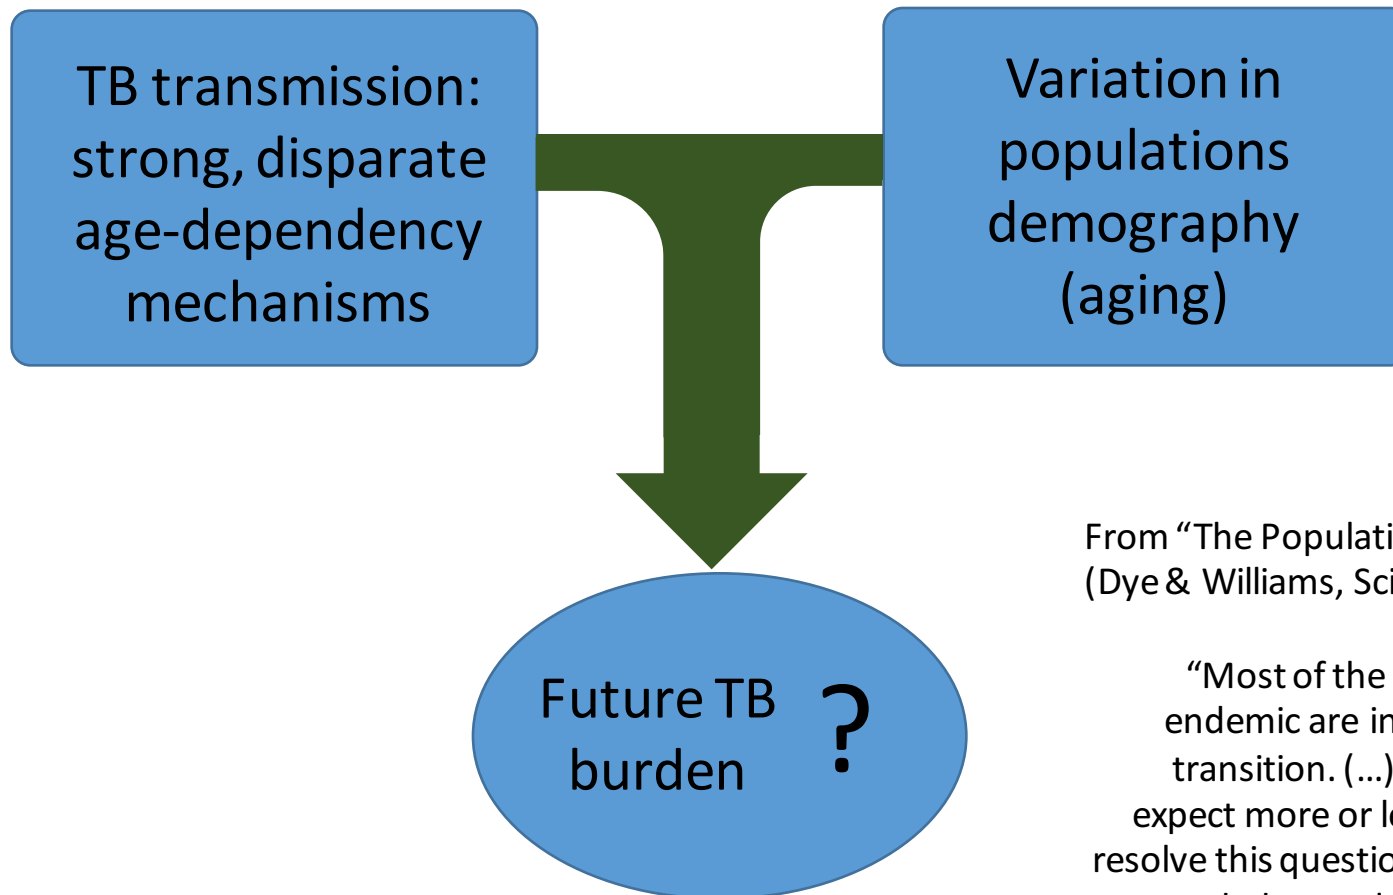 TB transmission:
strong, disparate
age-dependency
mechanisms
Variation in
populations
demography
(aging)
Future TB
burden
?
From “The Populati
(Dye & Williams, Sci
“Most of the
endemic are in
transition. (…)
expect more or le
resolve this questio